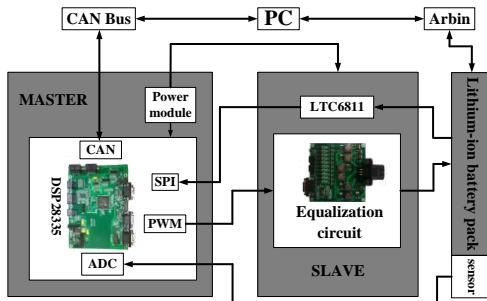 CAN Bus
PC
Arbin
MASTER
Power
module
LTC6811
CAN
DSP28335
SPI
PWM
ADC
Equalization
circuit
SLAVE
Lithium-ion battery pack
sensor